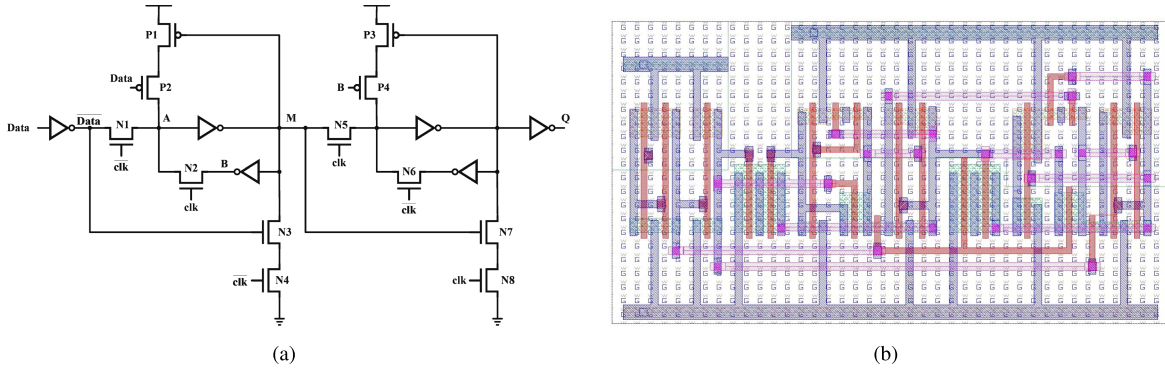 P1
P3
Data
P2
B
P4
Data
Data
N1
A
M
N5
Q
clk
clk
N2
B
N6
clk
clk
N3
N7
clk
N4
clk
N8
(a)
(b)